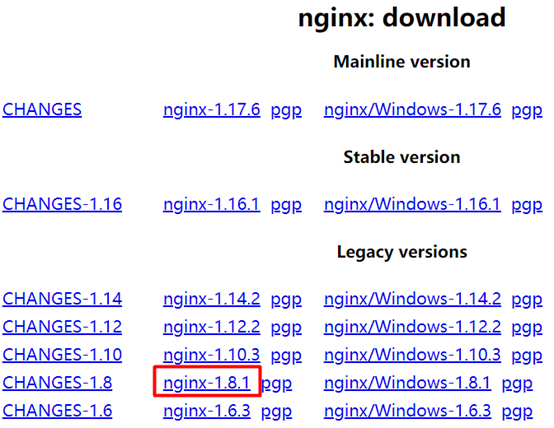 nginx: download
Mainline version
CHANGES nginx-1.17.6 pgp nginx/Windows-1.17.6 pgp
Stable version
CHANGES-1.16 nginx-1.16.1 pgp nginx/Windows-1.16.1 pgp
Legacy versions
CHANGES-1.14 nginx-1.14.2 pgp nginx/Windows-1.14.2 pgp
CHANGES-1.12 nginx-1.12.2 pgp nginx/Windows-1.12.2 pgp
CHANGES-1.10 nginx-1.10.3 pgp nginx/Windows-1.10.3 pgp
CHANGES-1.8 nginx-1.8.1 pgp nginx/Windows-1.8.1 pgp
CHANGES-1.6 nginx-1.6.3 pgp nginx/Windows-1.6.3 pgp